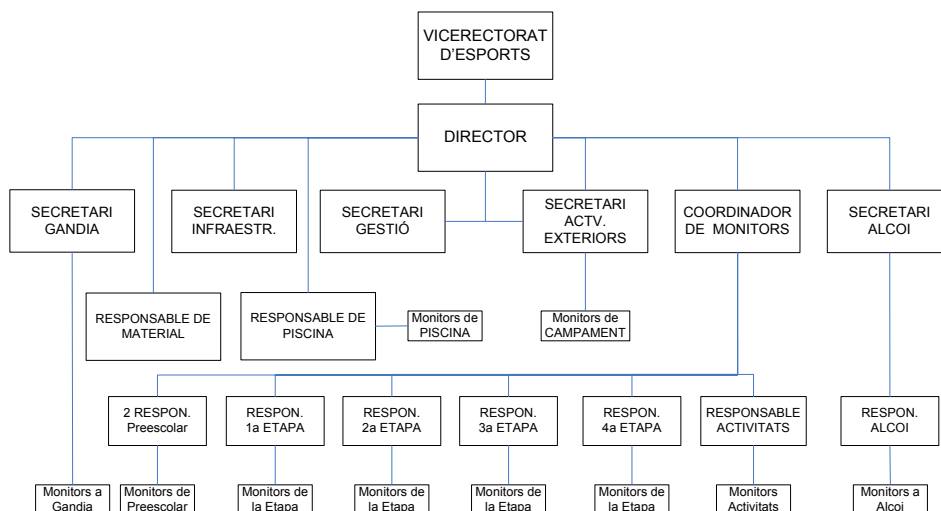 VICERECTORAT
D'ESPORTS
DIRECTOR
SECRETARI
GANDIA
SECRETARI
INFRAESTR.
SECRETARI
GESTIÓ
SECRETARI
ACTV.
EXTERIORS
COORDINADOR
DE MONITORS
SECRETARI
ALCOI
RESPONSABLE DE
MATERIAL
RESPONSABLE DE
PISCINA
Monitors de
PISCINA
Monitors de
CAMPAMENT
2 RESPON.
Preescolar
RESPON.
1a ETAPA
RESPON.
2a ETAPA
RESPON.
3a ETAPA
RESPON.
4a ETAPA
RESPONSABLE
ACTIVITATS
RESPON.
ALCOI
Monitors a
Gandia
Monitors de
Preescolar
Monitors de
la Etapa
Monitors de
la Etapa
Monitors de
la Etapa
Monitors de
la Etapa
Monitors
Activitats
Monitors a
Alcoi